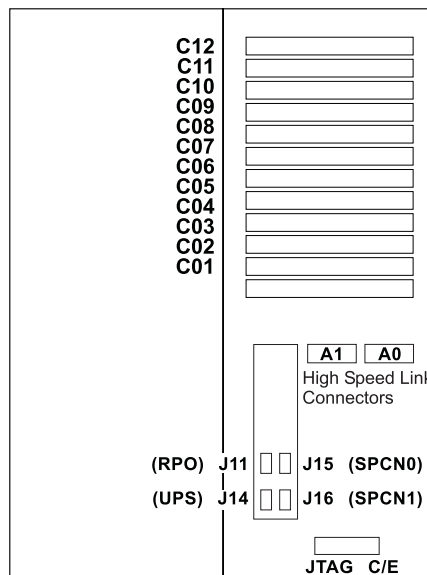 C12
C11
C10
C09
C08
C07
C06
C05
C04
C03
C02
C01
A1 A0
High Speed Link
Connectors
(RPO) J11 J15 (SPCN0)
(UPS) J14 J16 (SPCN1)
JTAG C/E